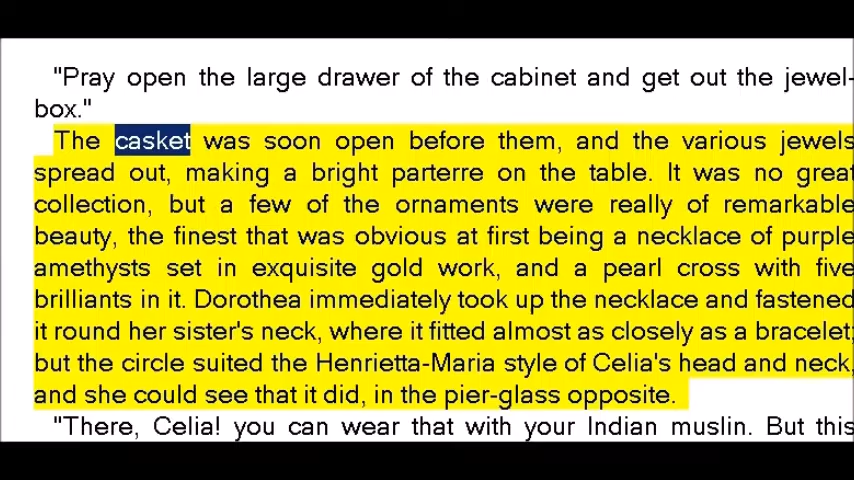 "Pray open the large drawer of the cabinet and get out the jewel-
box."
The casket was soon open before them, and the various jewels
spread out, making a bright parterre on the table. It was no great
collection, but a few of the ornaments were really of remarkable
beauty, the finest that was obvious at first being a necklace of purple
amethysts set in exquisite gold work, and a pearl cross with five
brilliants in it. Dorothea immediately took up the necklace and fastened
it round her sister's neck, where it fitted almost as closely as a bracelet;
but the circle suited the Henrietta-Maria style of Celia's head and neck,
and she could see that it did, in the pier-glass opposite.
"There, Celia! you can wear that with your Indian muslin. But this